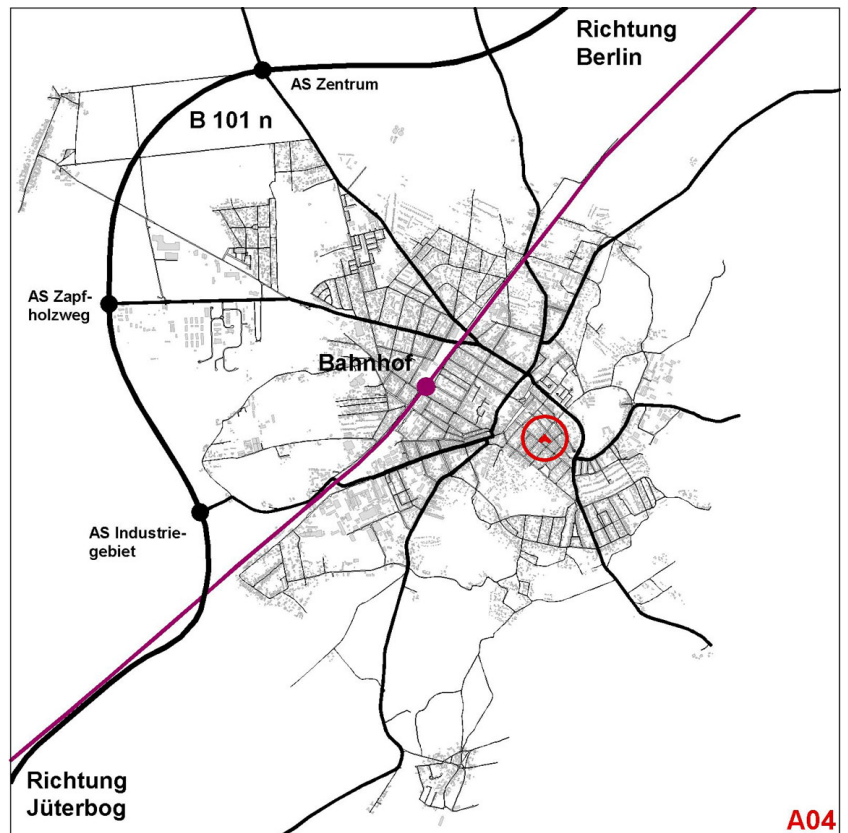 Richtung
Berlin
AS Zentrum
B 101 n
AS Zapf-
holzweg
Bahnhof
AS Industrie-
gebiet
Richtung
Jüterbog
A04